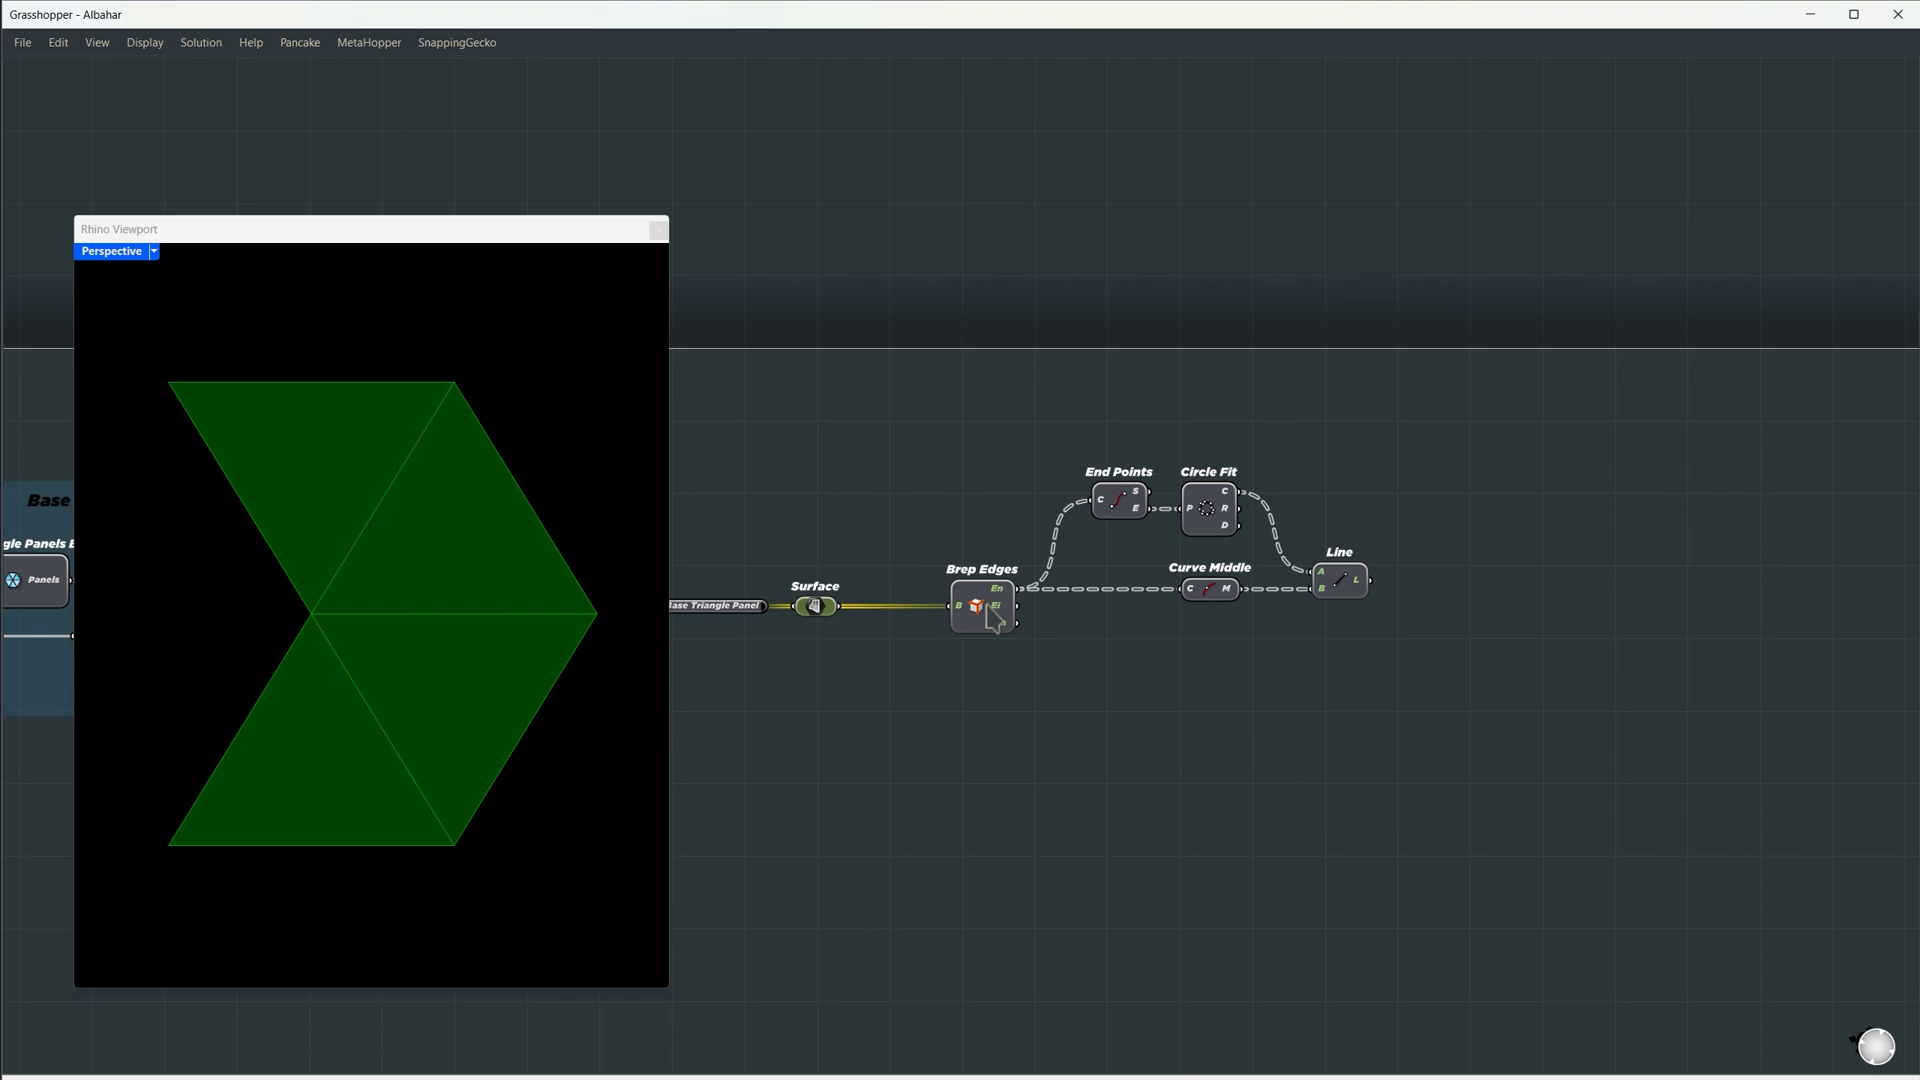 Grasshopper - Albahar
File Edit View Display Solution Help Pancake MetaHopper SnappingGecko
Rhino Viewport
Perspective
End Points
Circle Fit
C S E
P C R D
Base
gle Panels E
Panels
Line
A B L
Brep Edges
B En Ei
Curve Middle
C M
Surface
Base Triangle Panel